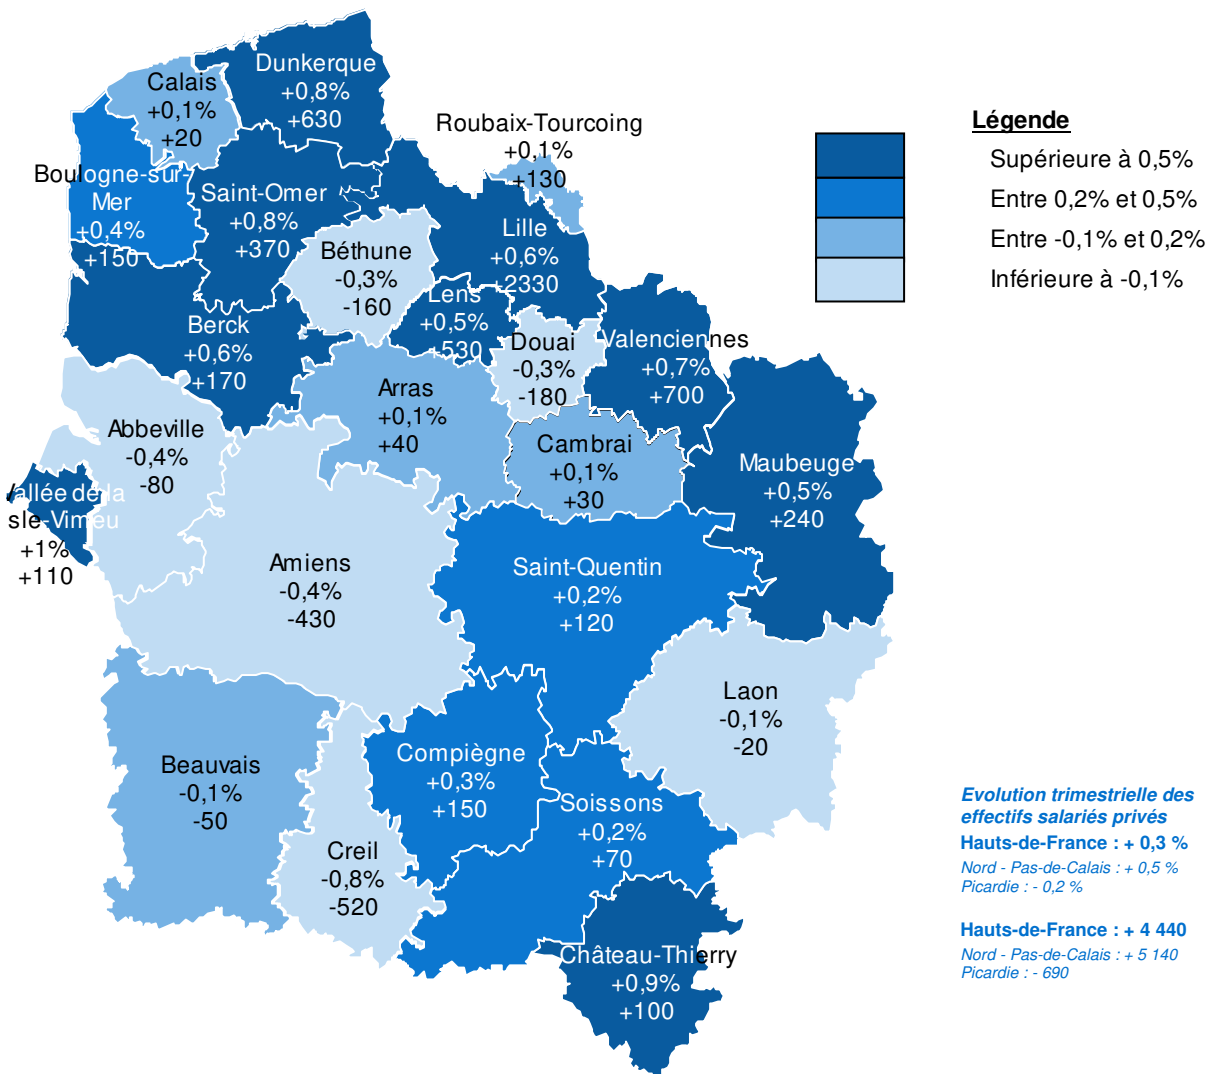 Dunkerque
+0,8%
+630
Calais
+0,1%
+20
Roubaix-Tourcoing
+0,1%
+130
Boulogne-sur-
Mer
+0,4%
+150
Saint-Omer
+0,8%
+370
Lille
+0,6%
+2330
Béthune
-0,3%
-160
Lens
+0,5%
+530
Berck
+0,6%
+170
Douai
-0,3%
-180
Valenciennes
+0,7%
+700
Arras
+0,1%
+40
Abbeville
-0,4%
-80
Cambrai
+0,1%
+30
Maubeuge
+0,5%
+240
Vallée de la
sle-Vimeu
+1%
+110
Amiens
-0,4%
-430
Saint-Quentin
+0,2%
+120
Laon
-0,1%
-20
Beauvais
-0,1%
-50
Compiègne
+0,3%
+150
Soissons
+0,2%
+70
Creil
-0,8%
-520
Château-Thierry
+0,9%
+100
Légende
Supérieure à 0,5%
Entre 0,2% et 0,5%
Entre -0,1% et 0,2%
Inférieure à -0,1%
Evolution trimestrielle des
effectifs salariés privés
Hauts-de-France : + 0,3 %
Nord - Pas-de-Calais : + 0,5 %
Picardie : - 0,2 %
Hauts-de-France : + 4 440
Nord - Pas-de-Calais : + 5 140
Picardie : - 690